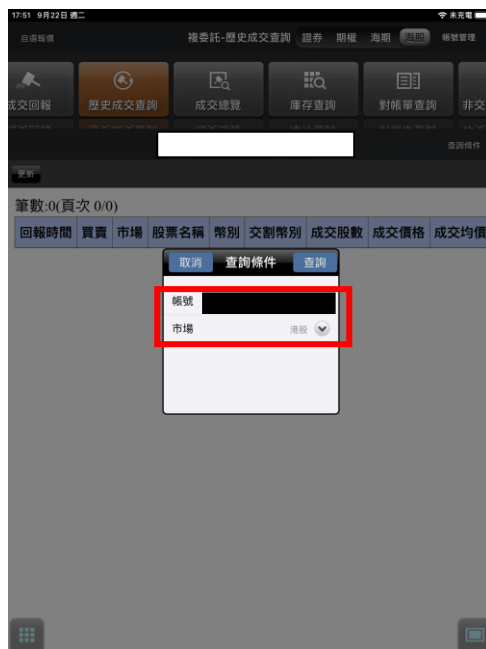 17:51 9月22日 週二 未充電
自選報價 複委託-歷史成交查詢 證券 期權 海期 海股 帳號管理
成交回報 歷史成交查詢 成交總覽 庫存查詢 對帳單查詢 非交
查詢條件
更新
筆數:0(頁次 0/0)
回報時間 買賣 市場 股票名稱 幣別 交割幣別 成交股數 成交價格 成交均價
取消 查詢條件 查詢
帳號
市場 港股